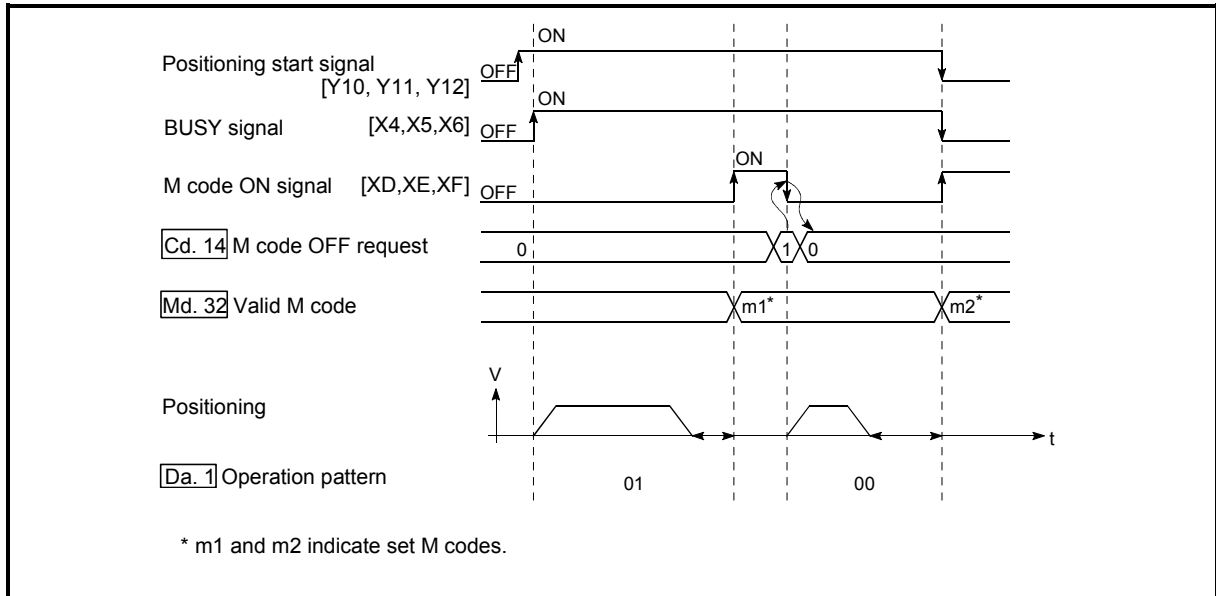 ON
Positioning start signal
OFF
[Y10, Y11, Y12]
ON
BUSY signal [X4,X5,X6] OFF
ON
M code ON signal [XD,XE,XF] OFF
Cd. 14 M code OFF request 0 1 0
Md. 32 Valid M code m1* m2*
V
Positioning
t
Da. 1 Operation pattern 01 00
* m1 and m2 indicate set M codes.